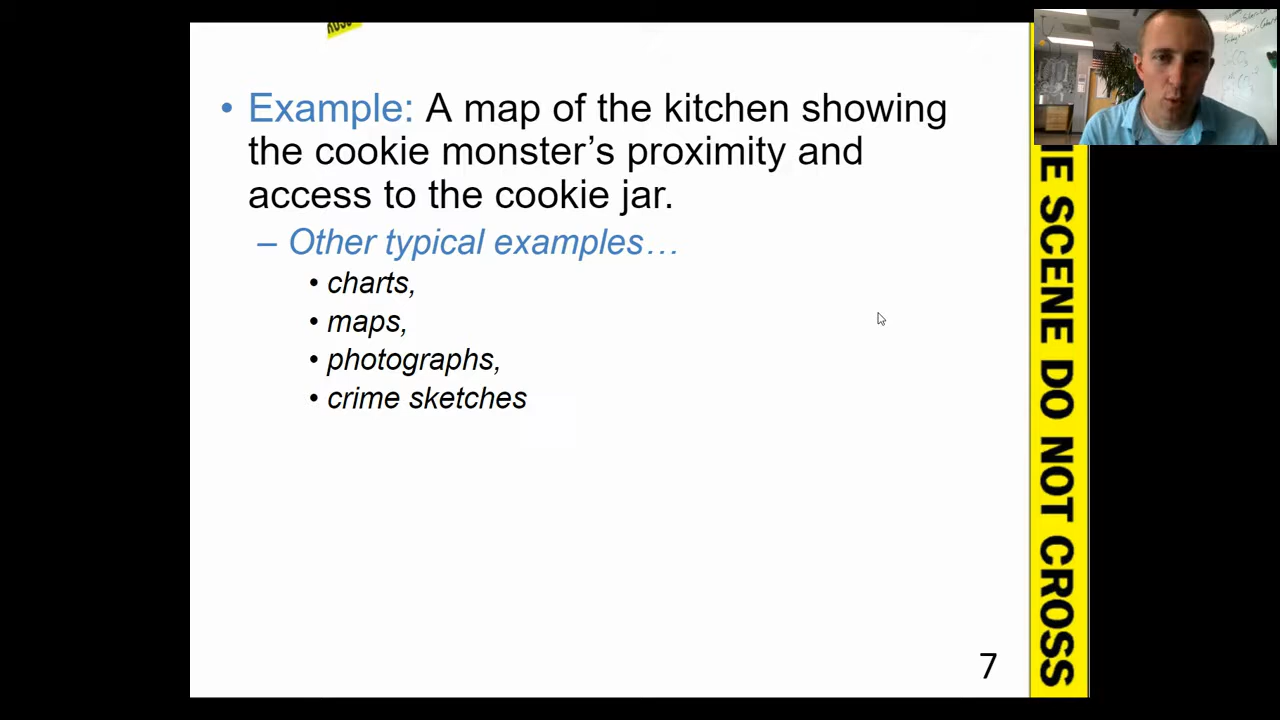 • Example: A map of the kitchen showing
the cookie monster's proximity and
access to the cookie jar.
– Other typical examples…
• charts,
• maps,
• photographs,
• crime sketches
7
SCENE DO NOT CROSS